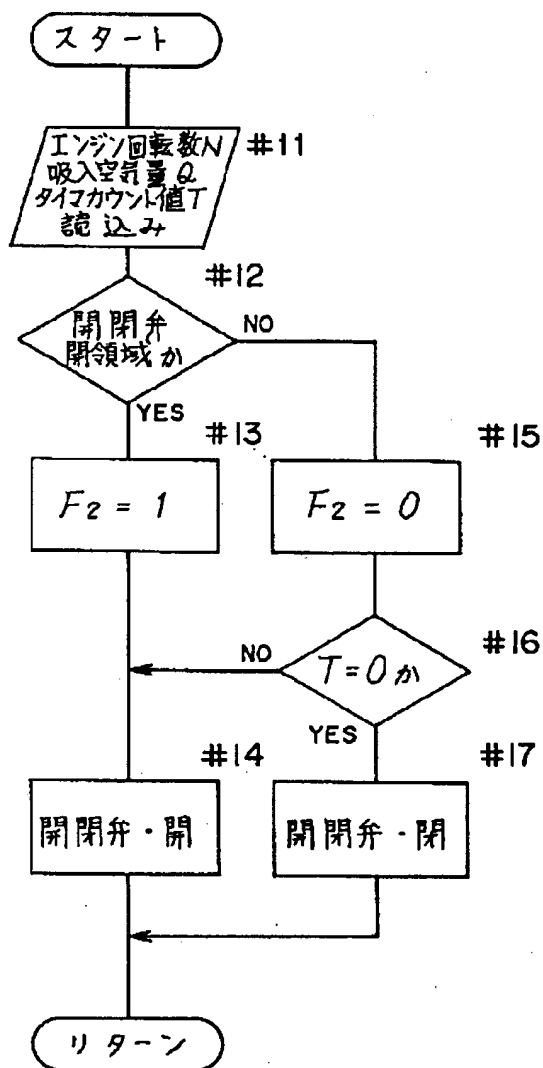 スタート
エンジン回転数N
吸入空気量Q
タイマカウント値T
読込み
#11
#12
開閉弁
開領域か
NO
YES
#13
#15
F2 = 1
F2 = 0
#16
T=0か
NO
YES
#14
#17
開閉弁・開
開閉弁・閉
リターン